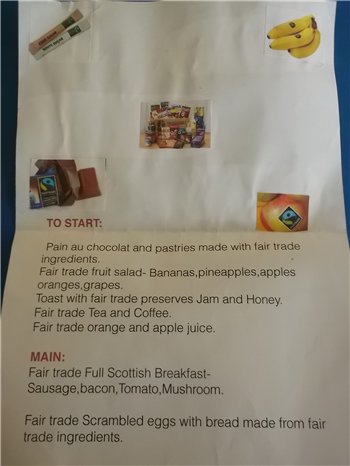 TO START:
Pain au chocolat and pastries made with fair trade
ingredients.
Fair trade fruit salad- Bananas,pineapples,apples
oranges,grapes.
Toast with fair trade preserves Jam and Honey.
Fair trade Tea and Coffee.
Fair trade orange and apple juice.
MAIN:
Fair trade Full Scottish Breakfast-
Sausage,bacon,Tomato,Mushroom.
Fair trade Scrambled eggs with bread made from fair
trade ingredients.